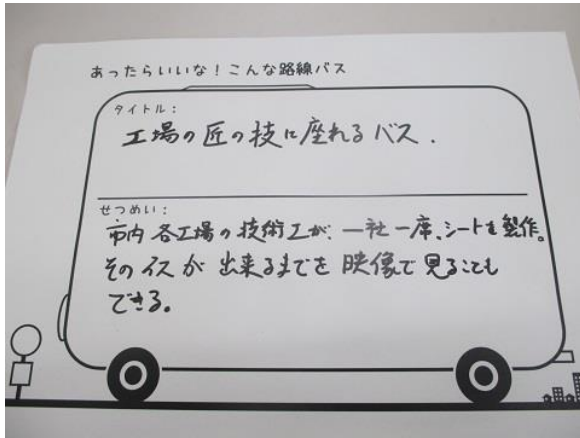 あったらいいな！こんな路線バス
タイトル：
工場の匠の技に座れるバス．
せつめい：
市内各工場の技術工が、一社一席、シートを製作。
そのイスが出来るまでを映像で見ることも
できる。